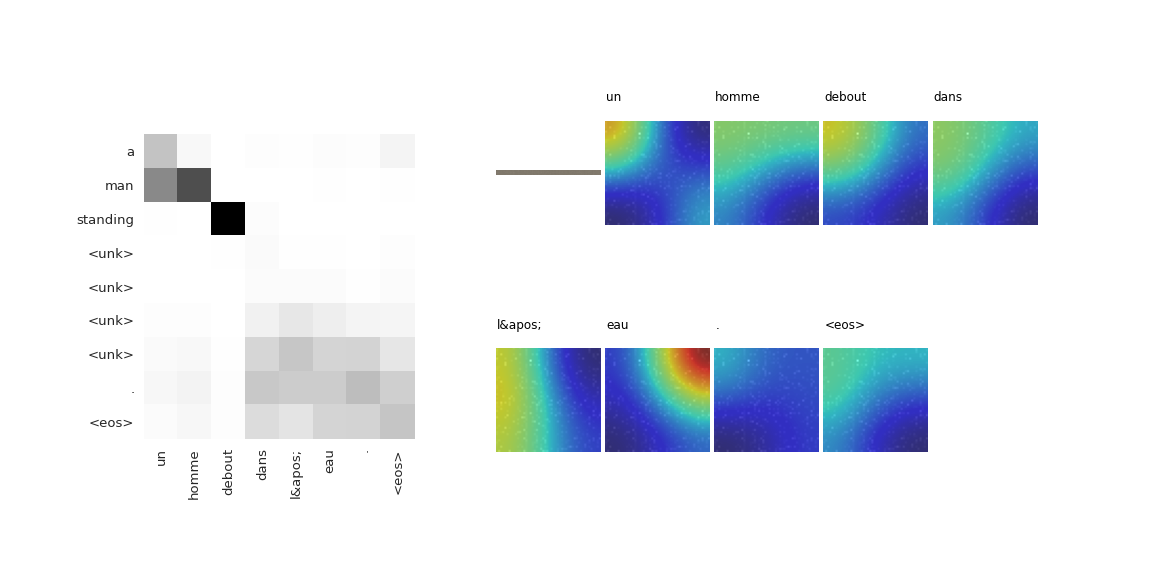 a
man
standing
<unk>
<unk>
<unk>
<unk>
.
<eos>
un homme debout dans l&apos; eau . <eos>
un homme debout dans
l&apos; eau . <eos>